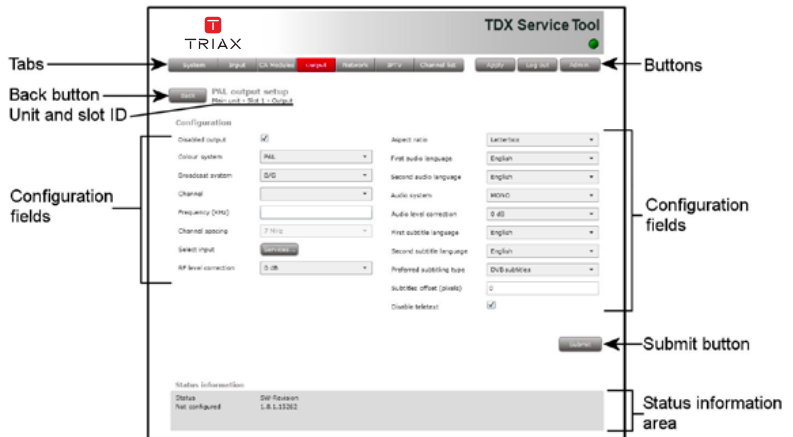 TRIAX
TDX Service Tool
Tabs
System Input CA Modules Output Network IPTV Channel list Apply Log out Admin
Buttons
Back button
Back
PAL output setup
Unit and slot ID
Main unit - Slot 1 - Output
Configuration
Disabled output
Aspect ratio
Letterbox
Colour system
PAL
First audio language
English
Broadcast system
B/G
Second audio language
English
Configuration fields
Channel
Audio system
MONO
Configuration fields
Frequency (KHz)
Audio level correction
0 dB
Channel spacing
7 MHz
First subtitle language
English
Select input
Services...
Second subtitle language
English
RF level correction
0 dB
Preferred subtitling type
DVB subtitles
Subtitles offset (pixels)
0
Disable teletext
Submit
Submit button
Status information
Status
SW Revision
Not configured
1.8.1.15262
Status information area